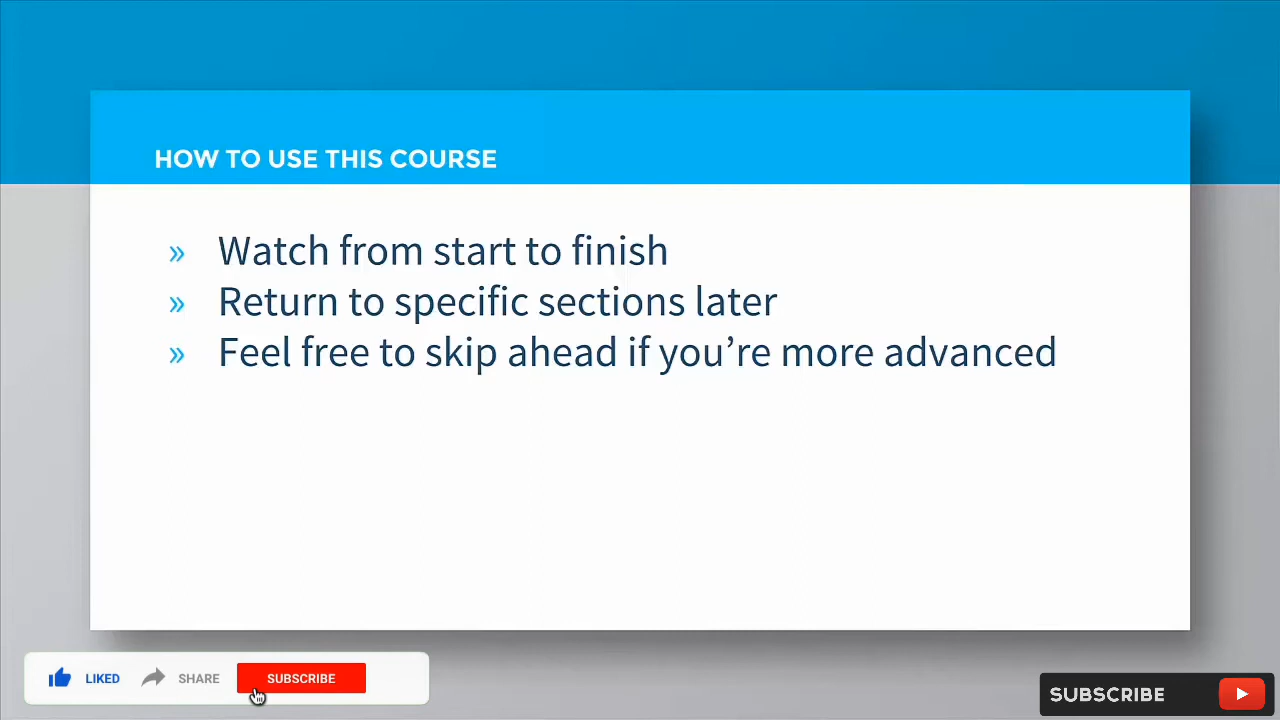 HOW TO USE THIS COURSE
» Watch from start to finish
» Return to specific sections later
» Feel free to skip ahead if you’re more advanced
LIKED SHARE SUBSCRIBE
SUBSCRIBE